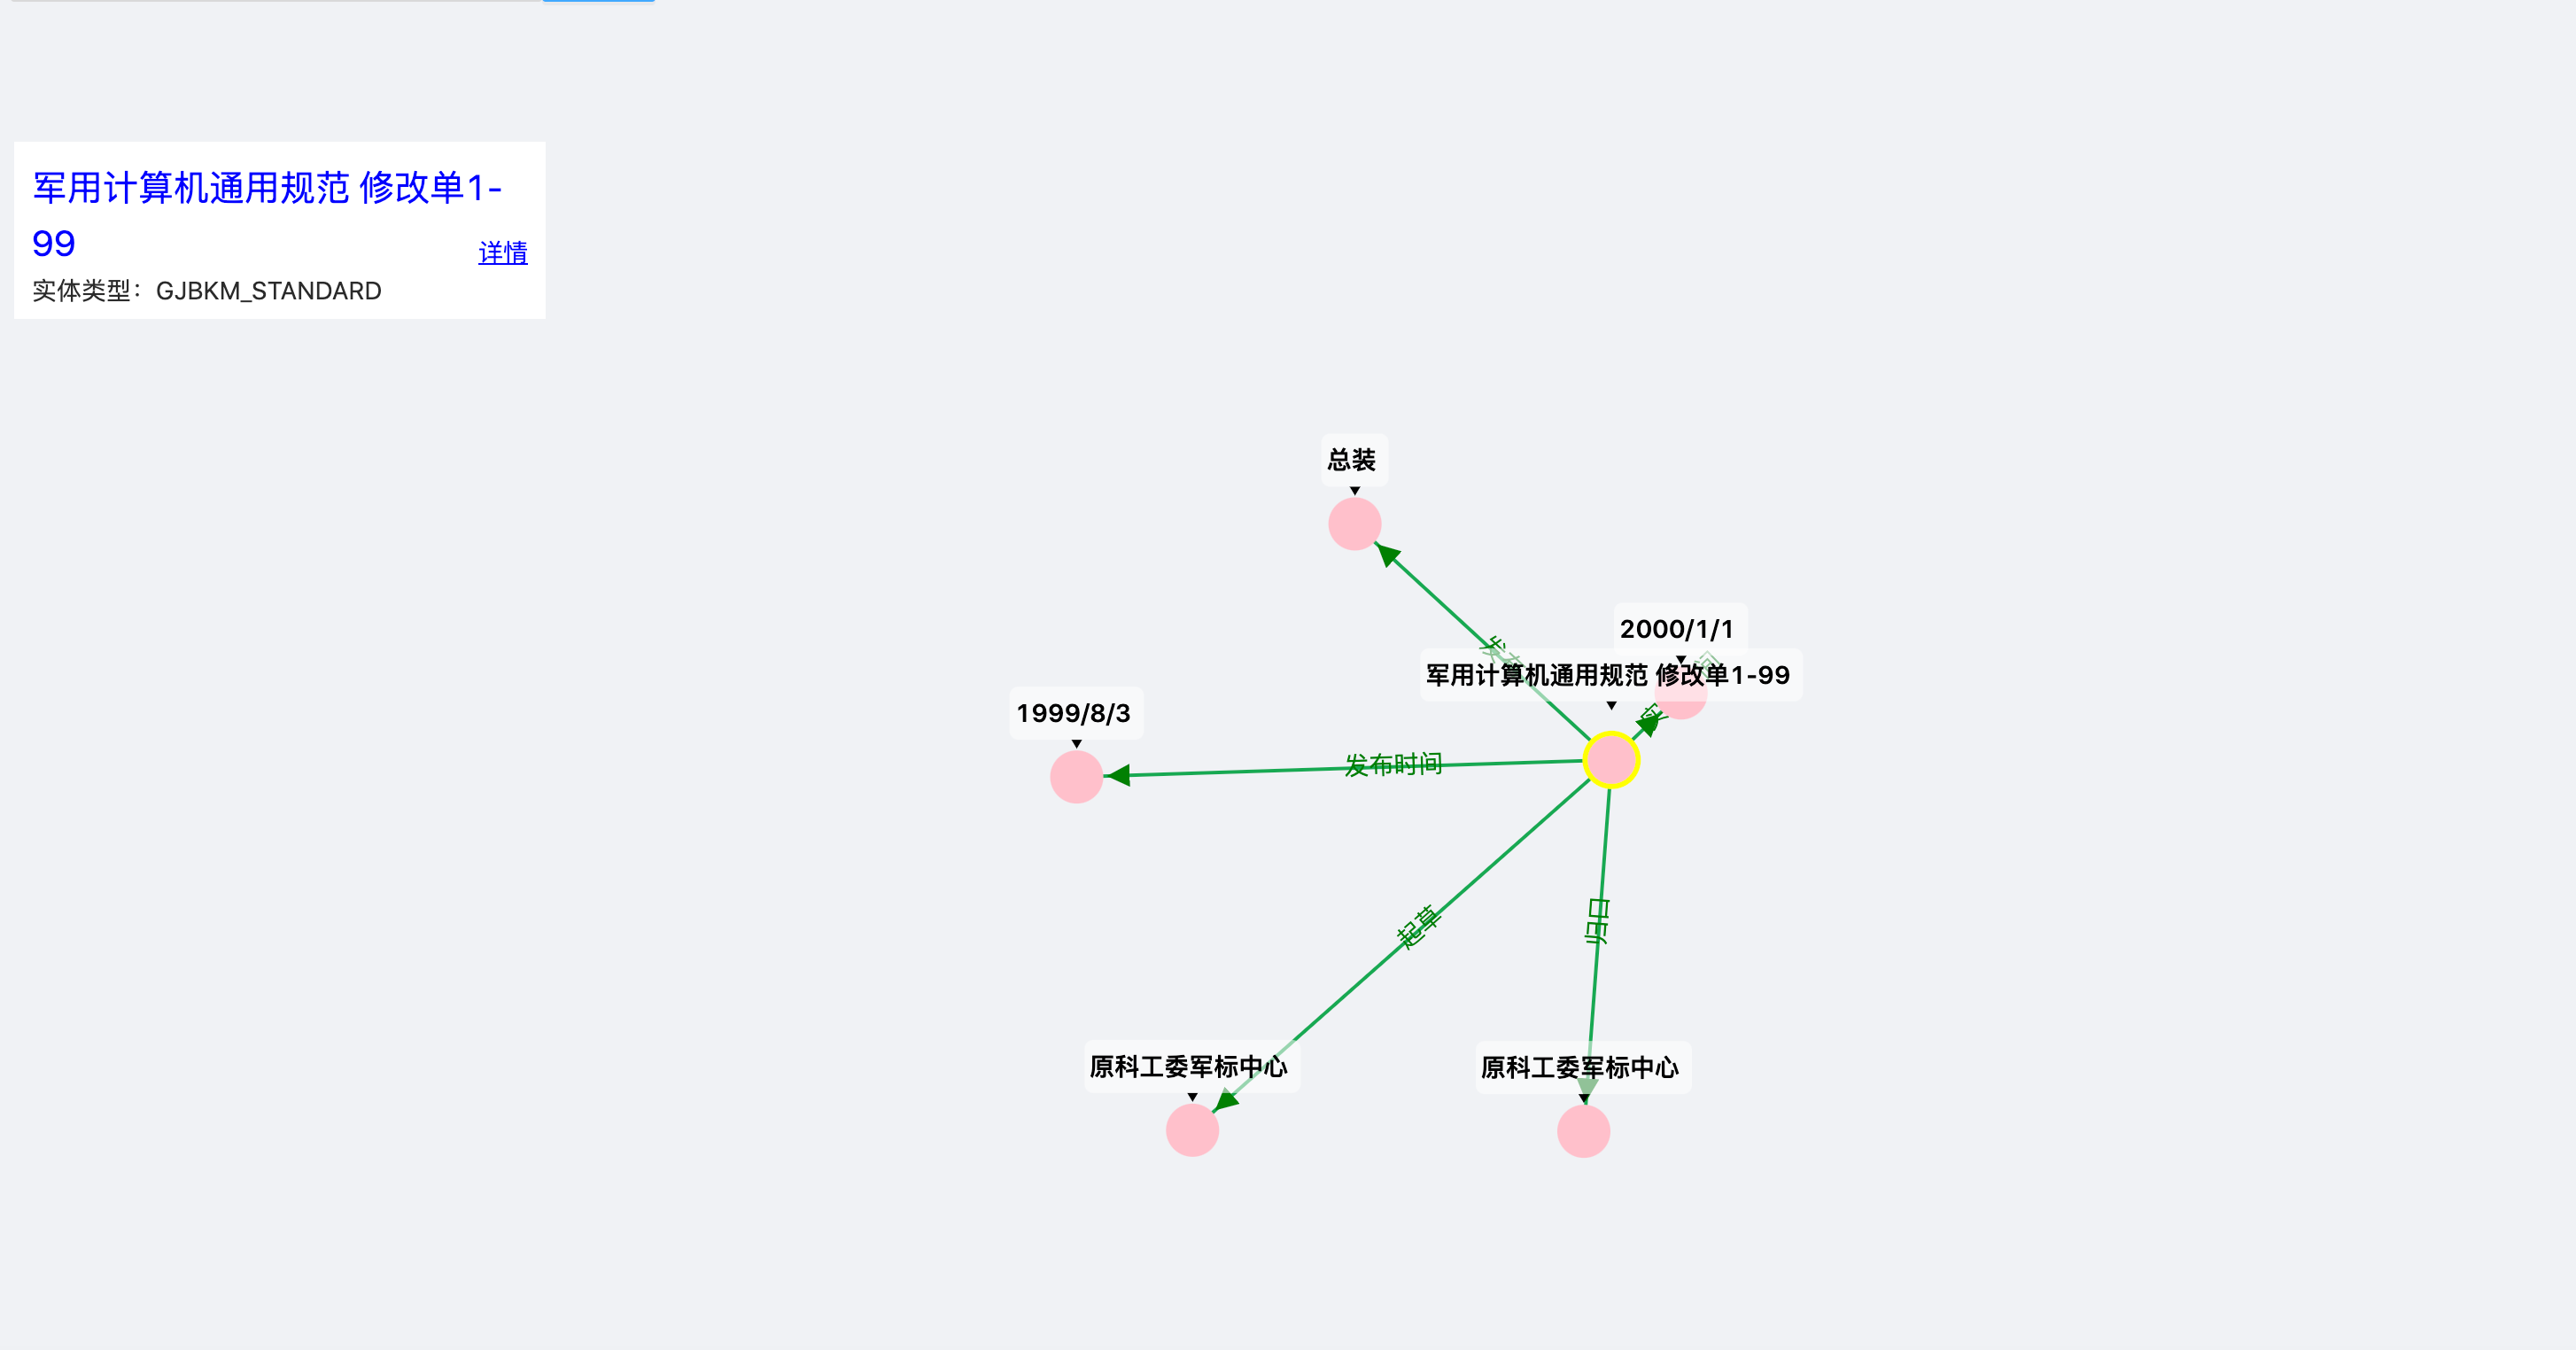 军用计算机通用规范 修改单1-
99
详情
实体类型：GJBKM_STANDARD
总装
2000/1/1
军用计算机通用规范 修改单1-99
1999/8/3
发布时间
起草
归口
原科工委军标中心
原科工委军标中心